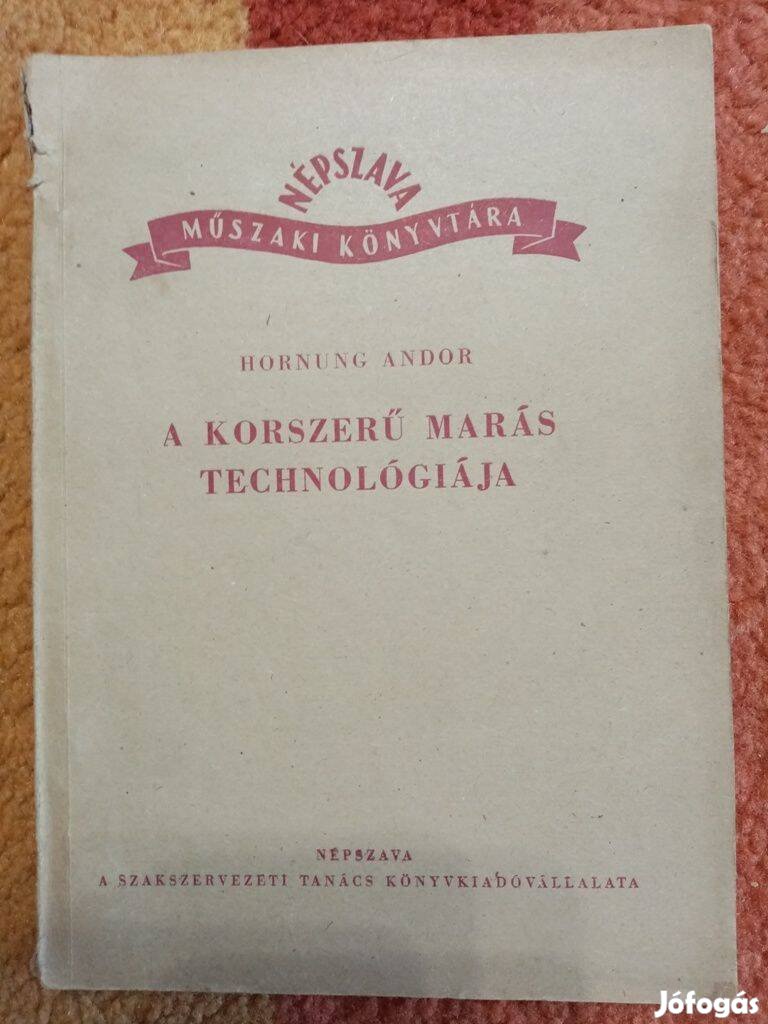 NÉPSZAVA
MŰSZAKI KÖNYVTÁRA
HORNUNG ANDOR
A KORSZERŰ MARÁS
TECHNOLÓGIÁJA
NÉPSZAVA
A SZAKSZERVEZETI TANÁCS KÖNYVKIADÓVÁLLALATA
Jófogás